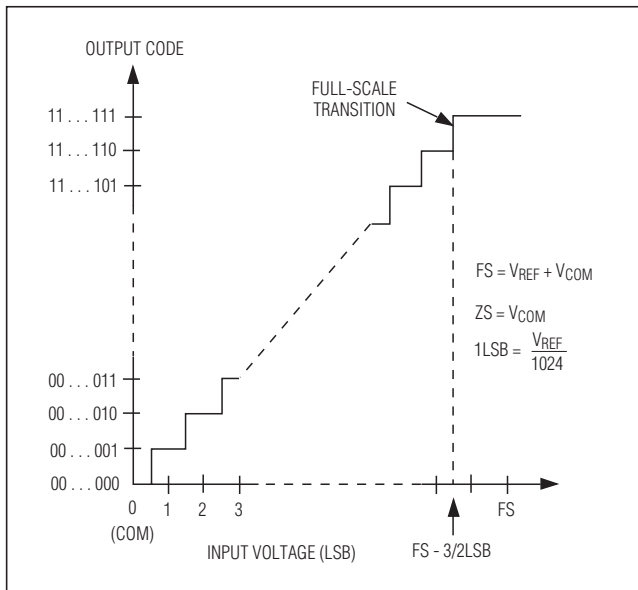 OUTPUT CODE
FULL-SCALE
TRANSITION
11 . . . 111
11 . . . 110
11 . . . 101
FS = VREF + VCOM
ZS = VCOM
1LSB = VREF
1024
00 . . . 011
00 . . . 010
00 . . . 001
00 . . . 000
0 1 2 3 FS
(COM)
INPUT VOLTAGE (LSB) FS - 3/2LSB